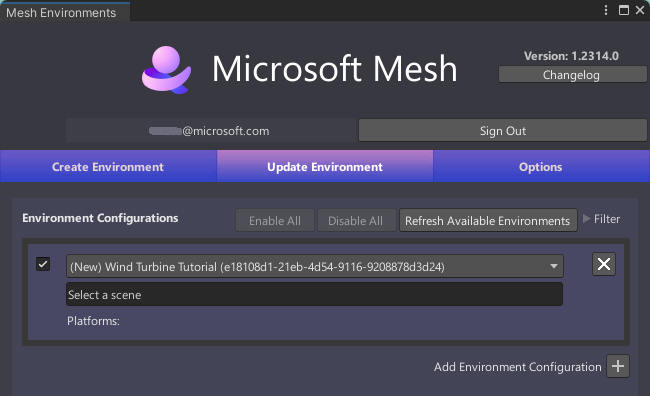 Mesh Environments
Microsoft Mesh
Version: 1.2314.0
Changelog
@microsoft.com
Sign Out
Create Environment
Update Environment
Options
Environment Configurations
Enable All
Disable All
Refresh Available Environments
Filter
(New) Wind Turbine Tutorial (e18108d1-21eb-4d54-9116-9208878d3d24)
Select a scene
Platforms:
Add Environment Configuration